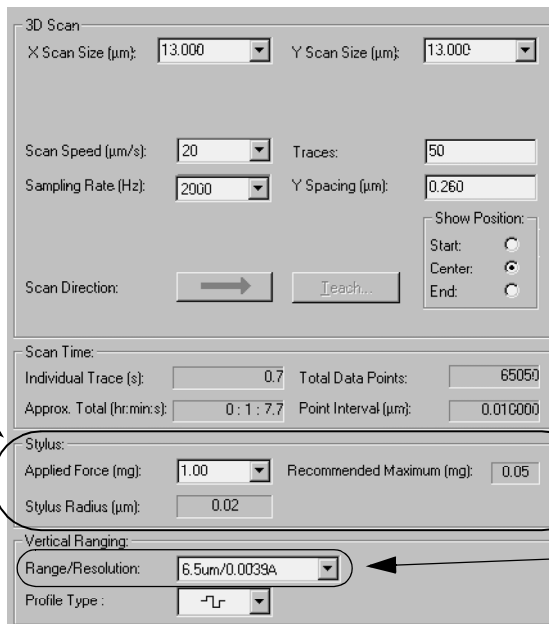 3D Scan
X Scan Size (µm): 13.000 Y Scan Size (µm): 13.000
Scan Speed (µm/s): 20 Traces: 50
Sampling Rate (Hz): 2000 Y Spacing (µm): 0.260
Show Position:
Start:
Center:
Scan Direction: Teach... End:
Scan Time:
Individual Trace (s): 0.7 Total Data Points: 65050
Approx. Total (hr:min:s): 0 : 1 : 7.7 Point Interval (µm): 0.010000
Stylus:
Applied Force (mg): 1.00 Recommended Maximum (mg): 0.05
Stylus Radius (µm): 0.02
Vertical Ranging:
Range/Resolution: 6.5um/0.0039A
Profile Type :